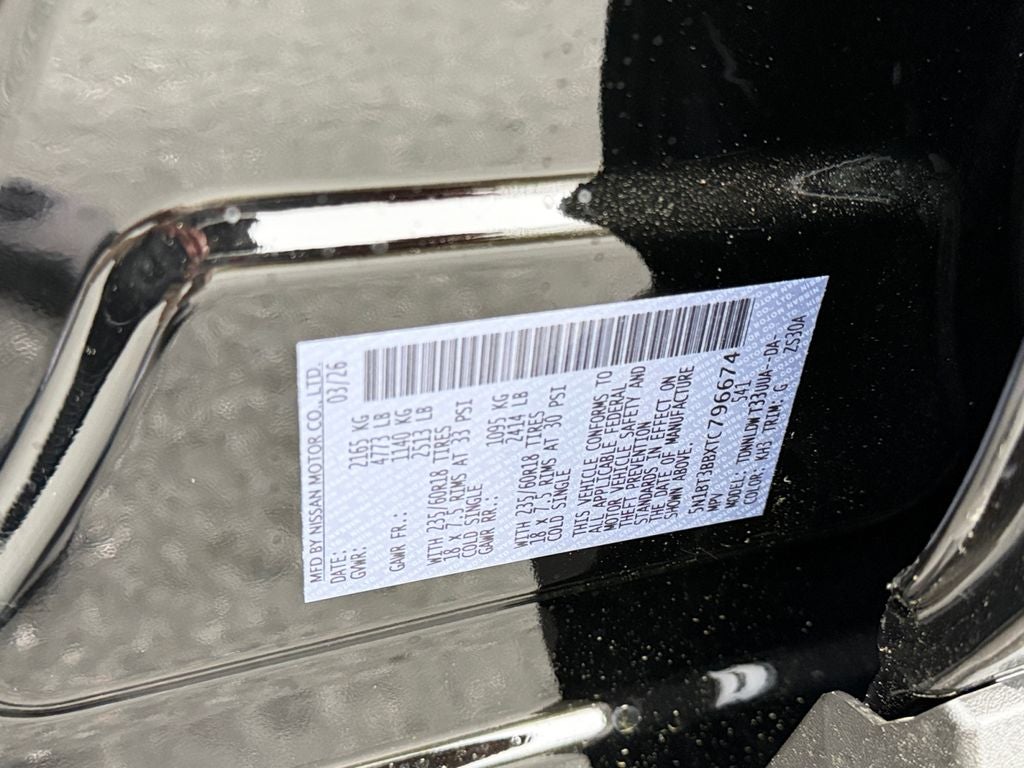 MFD BY NISSAN MOTOR CO., LTD.
DATE: 03/26
GVWR: 2165 KG
4773 LB
GAWR FR.: 1140 KG
2513 LB
WITH 235/60R18 TIRES
18 X 7.5 RIMS AT 33 PSI
COLD SINGLE
GAWR RR.: 1095 KG
2414 LB
WITH 235/60R18 TIRES
18 X 7.5 RIMS AT 30 PSI
COLD SINGLE
THIS VEHICLE CONFORMS TO
ALL APPLICABLE FEDERAL
MOTOR VEHICLE SAFETY AND
THEFT PREVENTION
STANDARDS IN EFFECT ON
THE DATE OF MANUFACTURE
SHOWN ABOVE.
5N1BT3BBXTC796674
MPV S41
MODEL: TDWNLDWT33UUA-DA-
COLOR: KH3 TRIM: G ZS30A